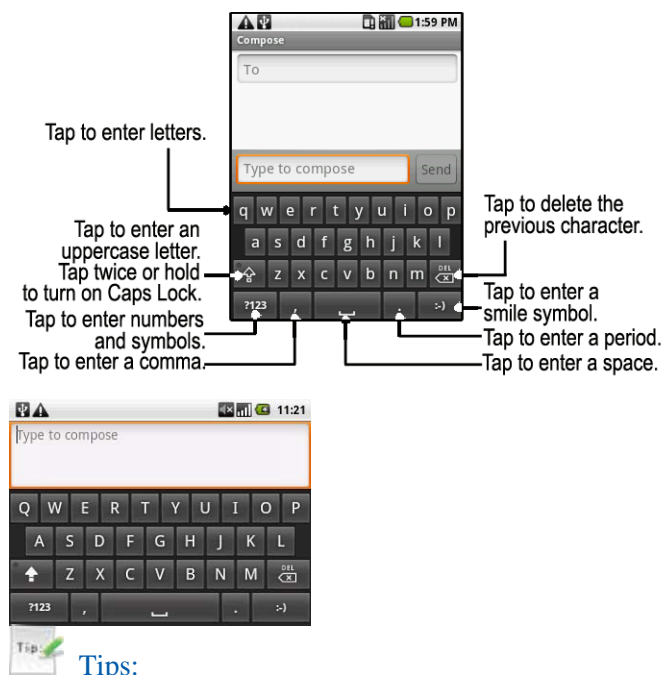 1:59 PM
Compose
To
Tap to enter letters.
Type to compose
Send
q w e r t y u i o p
Tap to delete the
previous character.
Tap to enter an
uppercase letter.
Tap twice or hold
to turn on Caps Lock.
a s d f g h j k l
z x c v b n m DEL
Tap to enter a
smile symbol.
Tap to enter numbers
and symbols.
?123 , . :-)
Tap to enter a period.
Tap to enter a comma.
Tap to enter a space.
11:21
Type to compose
Q W E R T Y U I O P
A S D F G H J K L
Z X C V B N M DEL
?123 , . :-)
Tips
Tips: